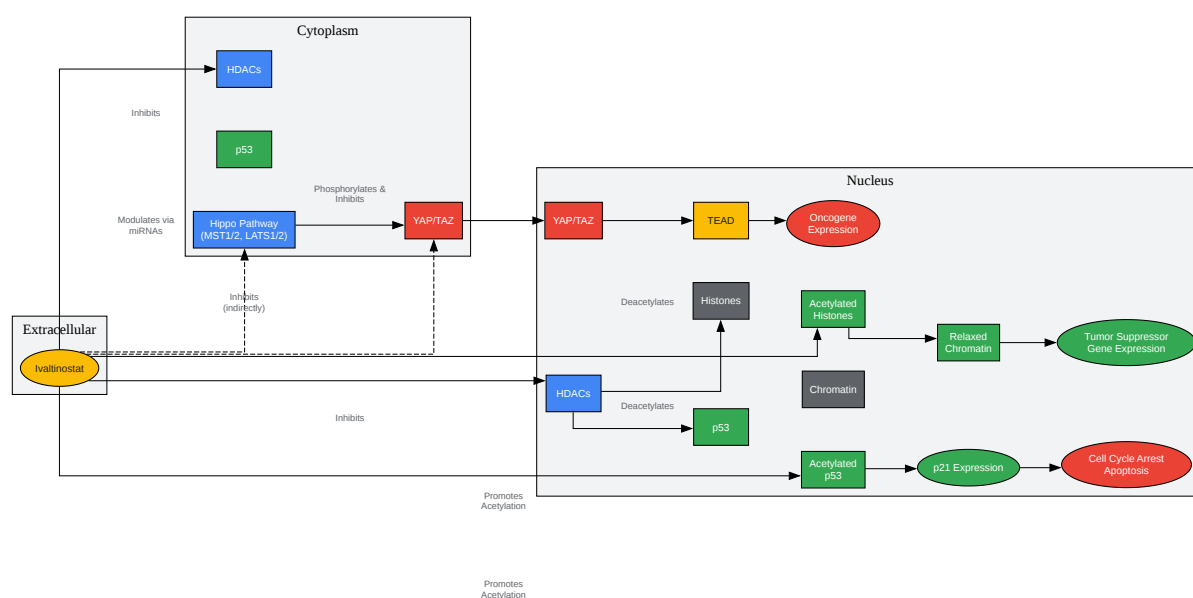 Cytoplasm
HDACs
Inhibits
p53
Phosphorylates &
Inhibits
Modulates via
miRNAs
Hippo Pathway
(MST1/2, LATS1/2)
YAP/TAZ
Inhibits
(indirectly)
Extracellular
Ivaltinostat
Nucleus
YAP/TAZ
TEAD
Oncogene
Expression
Deacetylates
Histones
Acetylated
Histones
Relaxed
Chromatin
Tumor Suppressor
Gene Expression
HDACs
Chromatin
Deacetylates
p53
Inhibits
Acetylated
p53
p21 Expression
Cell Cycle Arrest
Apoptosis
Promotes
Acetylation
Promotes
Acetylation